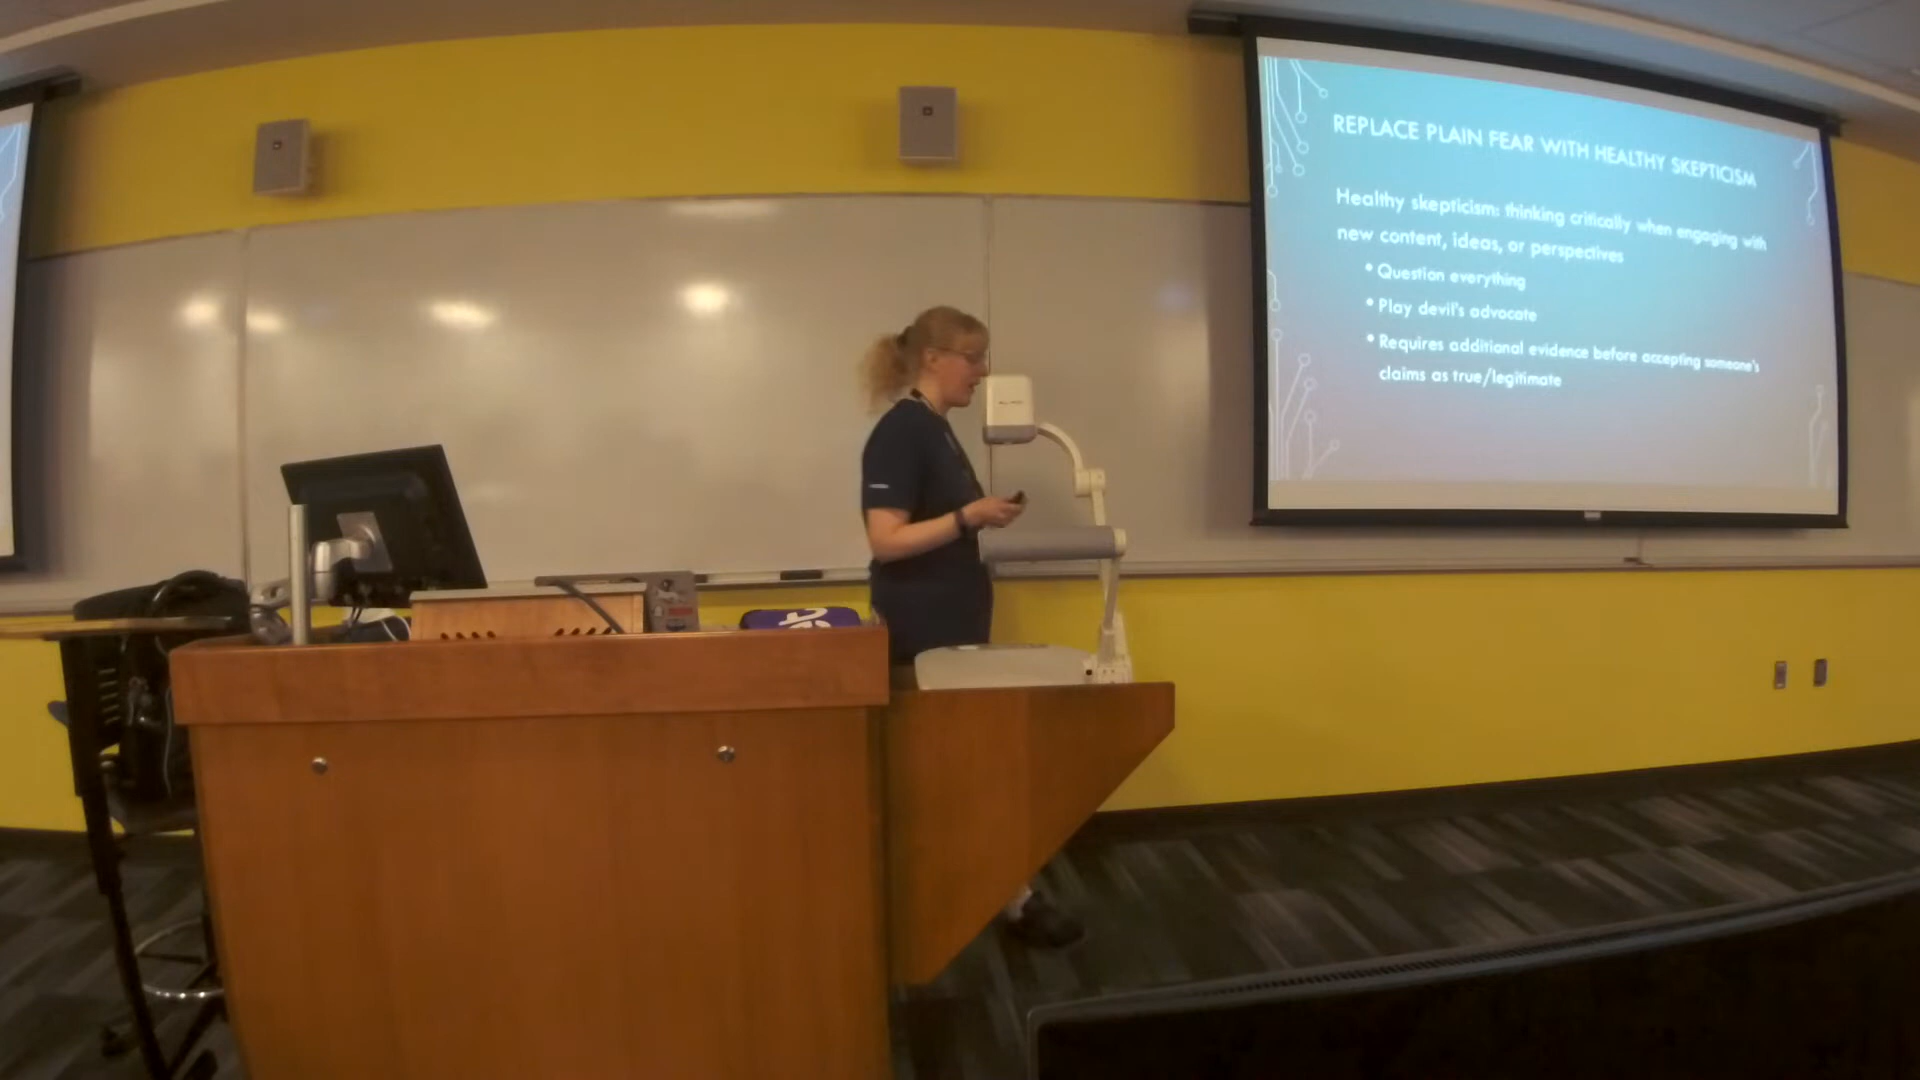 REPLACE PLAIN FEAR WITH HEALTHY SKEPTICISM
Healthy skepticism: thinking critically when engaging with
new content, ideas, or perspectives
• Question everything
• Play devil's advocate
• Requires additional evidence before accepting someone's
claims as true/legitimate